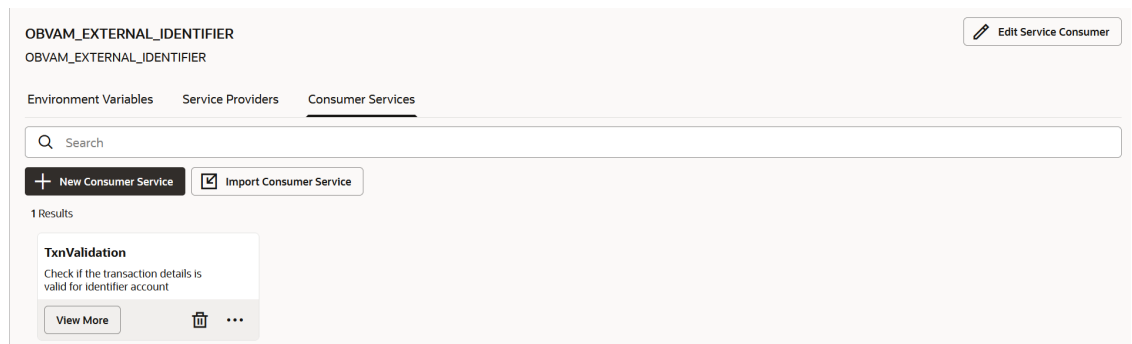 OBVAM_EXTERNAL_IDENTIFIER
Edit Service Consumer
OBVAM_EXTERNAL_IDENTIFIER
Environment Variables Service Providers Consumer Services
Search
New Consumer Service Import Consumer Service
1 Results
TxnValidation
Check if the transaction details is
valid for identifier account
View More